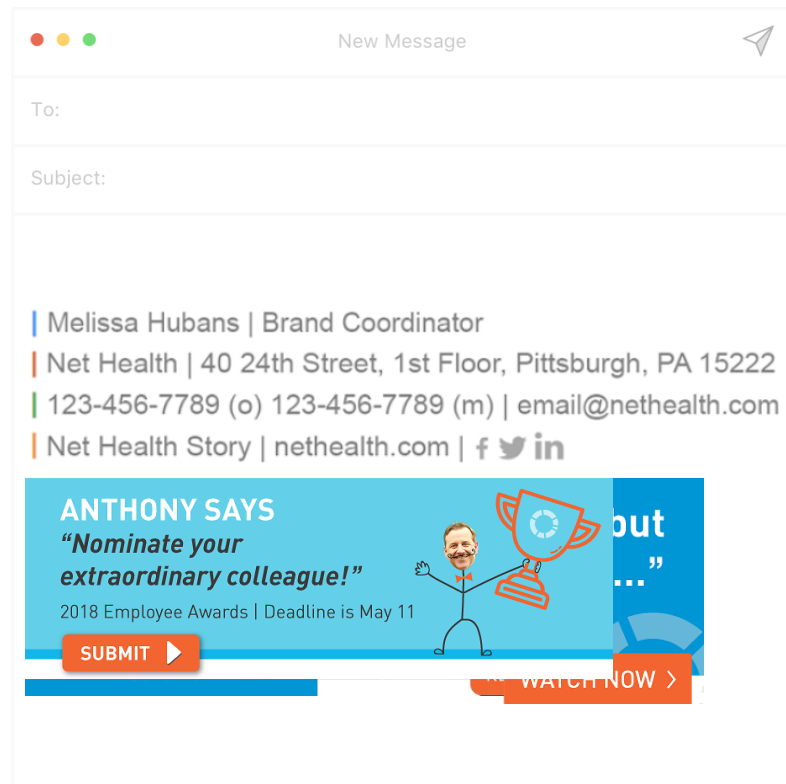 New Message
To:
Subject:
Melissa Hubans | Brand Coordinator
Net Health | 40 24th Street, 1st Floor, Pittsburgh, PA 15222
123-456-7789 (o) 123-456-7789 (m) | email@nethealth.com
Net Health Story | nethealth.com | f in
ANTHONY SAYS
“Nominate your
extraordinary colleague!”
2018 Employee Awards | Deadline is May 11
SUBMIT
but
...”
WATCH NOW